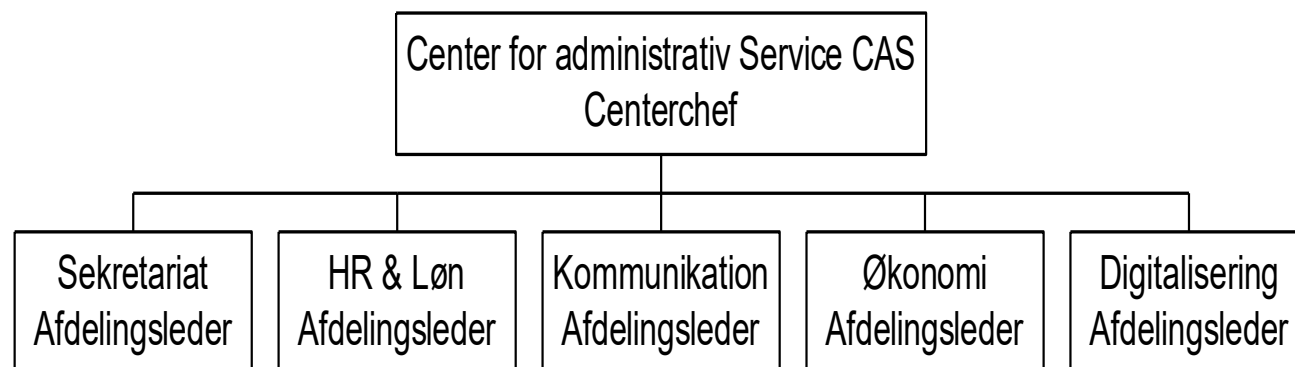 Center for administrativ Service CAS
Centerchef
Sekretariat
Afdelingsleder
HR & Løn
Afdelingsleder
Kommunikation
Afdelingsleder
Økonomi
Afdelingsleder
Digitalisering
Afdelingsleder